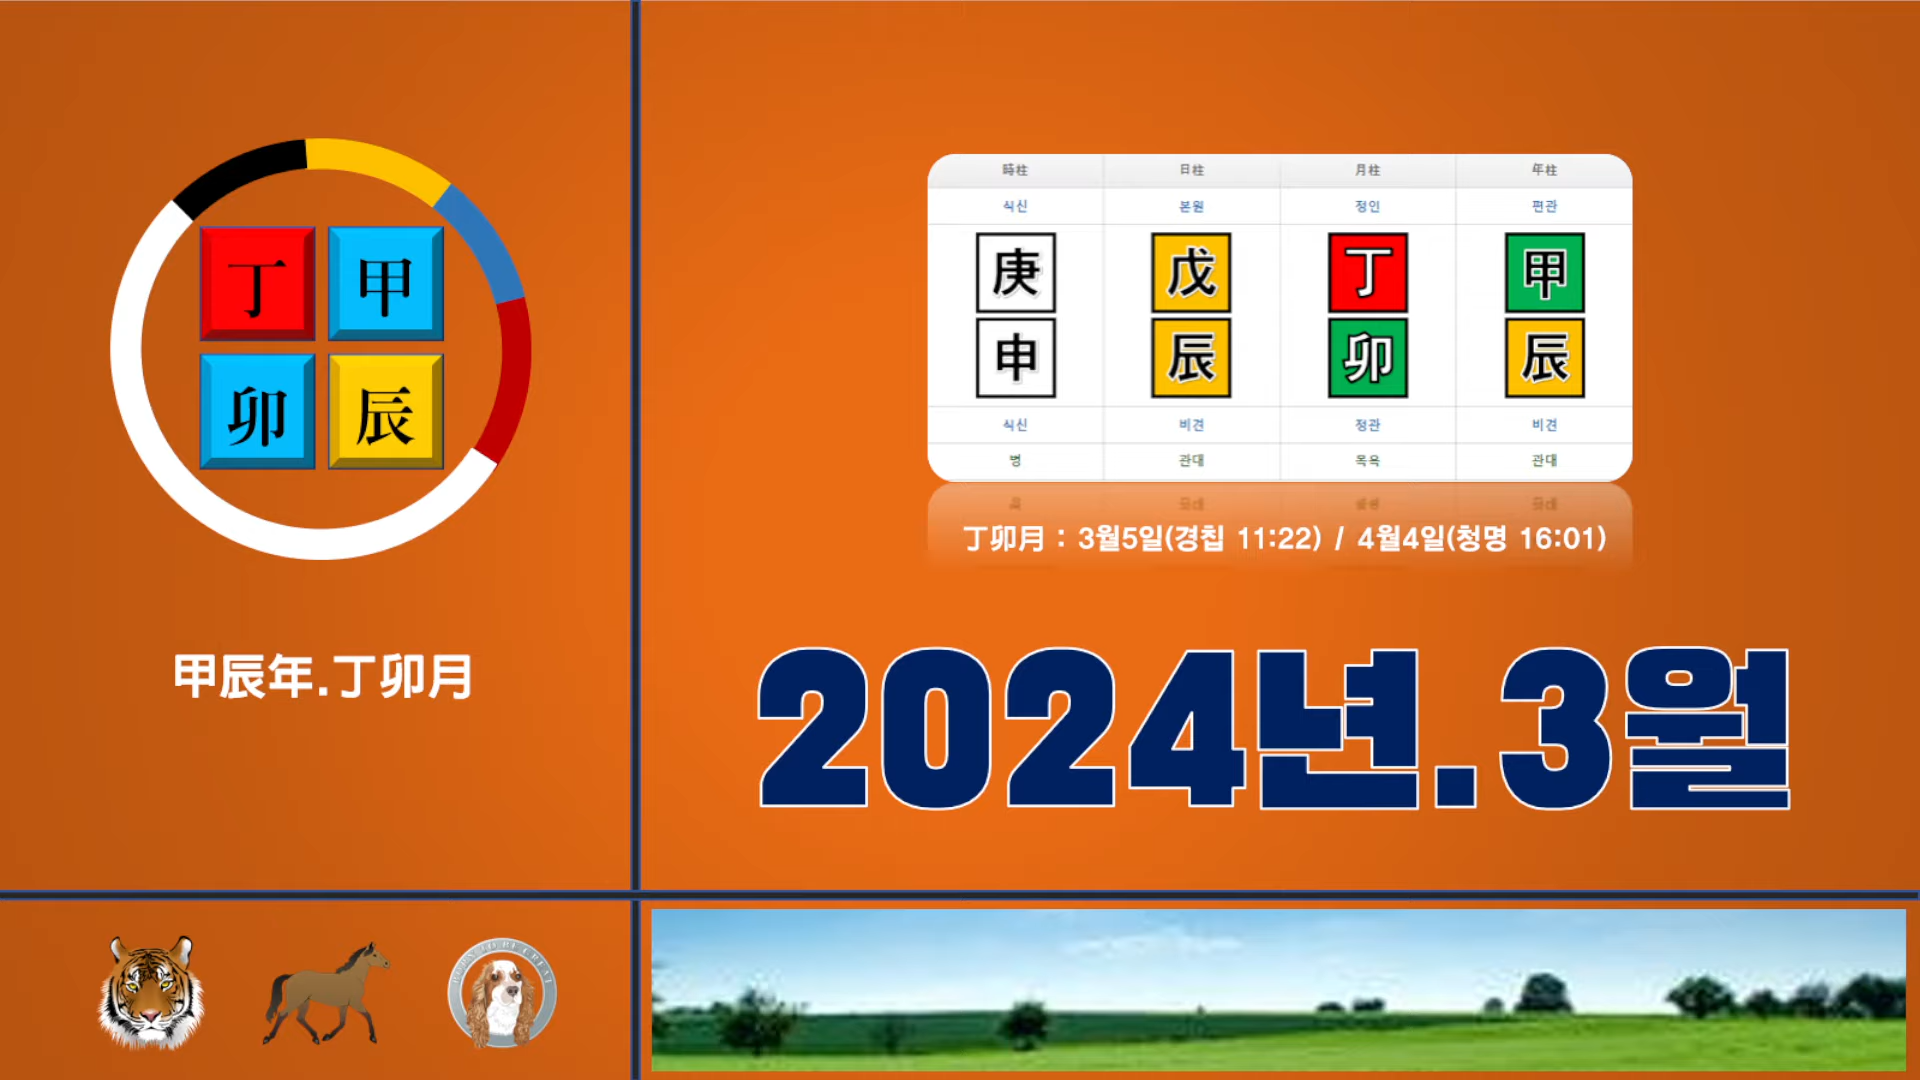 丁 甲
卯 辰
甲辰年.丁卯月
時柱 日柱 月柱 年柱
식신 본원 정인 편관
庚 戊 丁 甲
申 辰 卯 辰
식신 비견 정관 비견
병 관대 목욕 관대
丁卯月 : 3월5일(경칩 11:22) / 4월4일(청명 16:01)
2024년.3월